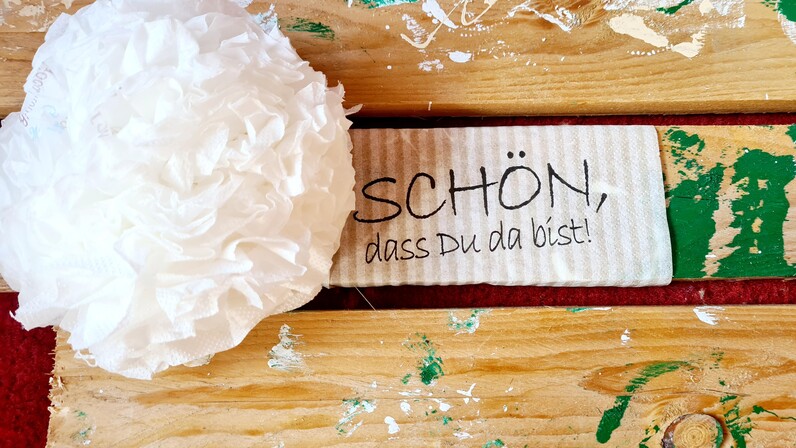 SCHÖN,
dass Du da bist!